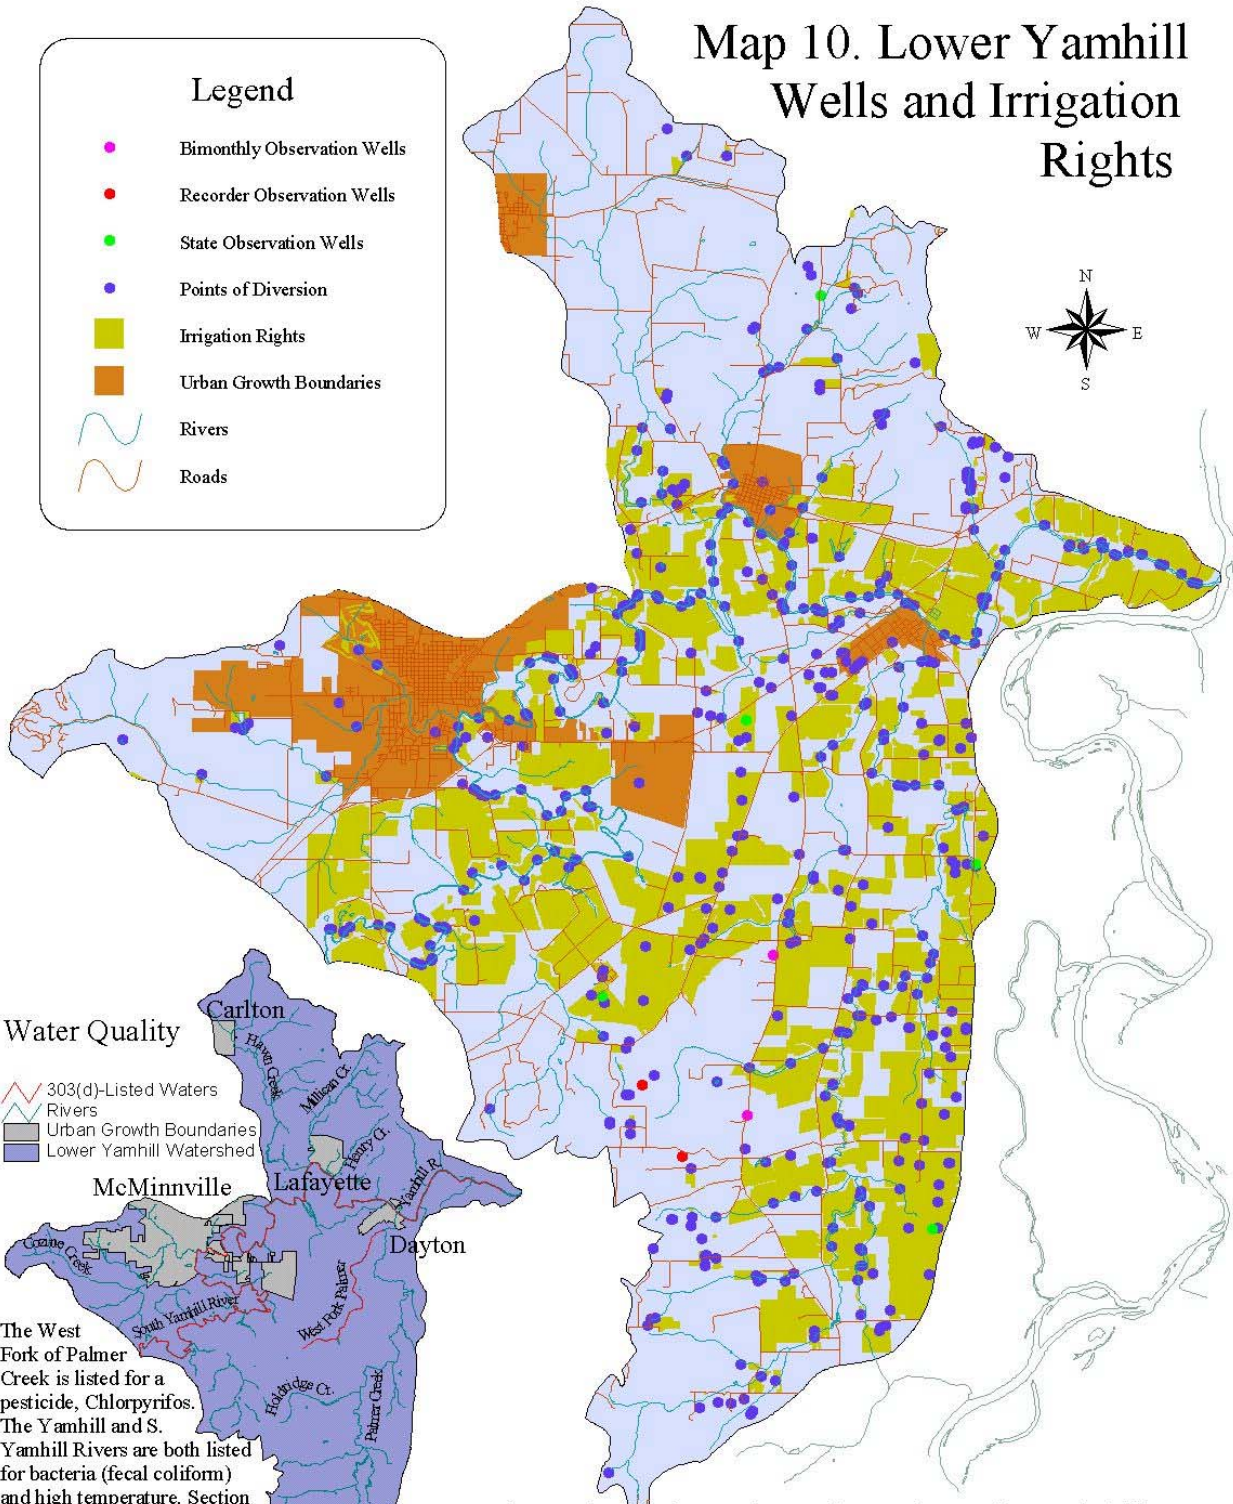 Map 10. Lower Yamhill
Wells and Irrigation
Rights
Legend
Bimonthly Observation Wells
Recorder Observation Wells
State Observation Wells
Points of Diversion
Irrigation Rights
Urban Growth Boundaries
Rivers
Roads
N
W E
S
Water Quality
303(d)-Listed Waters
Rivers
Urban Growth Boundaries
Lower Yamhill Watershed
Carlton
Hawn Creek
Millican Cr.
Henry Cr.
Lafayette
Yamhill R.
McMinnville
Dayton
Cozine Creek
South Yamhill River
West Fork Palmer
Holdridge Cr.
Palmer Creek
The West
Fork of Palmer
Creek is listed for a
pesticide, Chlorpyrifos.
The Yamhill and S.
Yamhill Rivers are both listed
for bacteria (fecal coliform)
and high temperature. Section